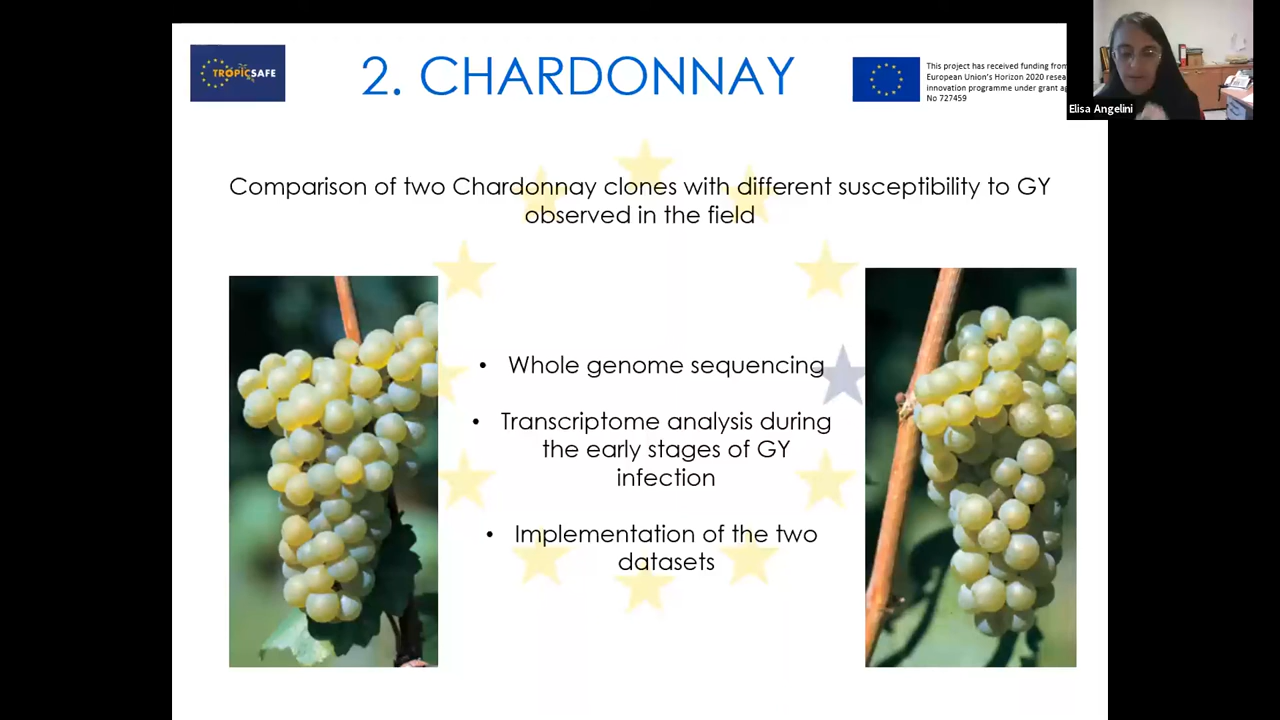 TROPICSAFE
2. CHARDONNAY
This project has received funding from
European Union's Horizon 2020
innovation programme under grant
No 727459
Elisa Angelini
Comparison of two Chardonnay clones with different susceptibility to GY
observed in the field
• Whole genome sequencing
• Transcriptome analysis during
the early stages of GY
infection
• Implementation of the two
datasets